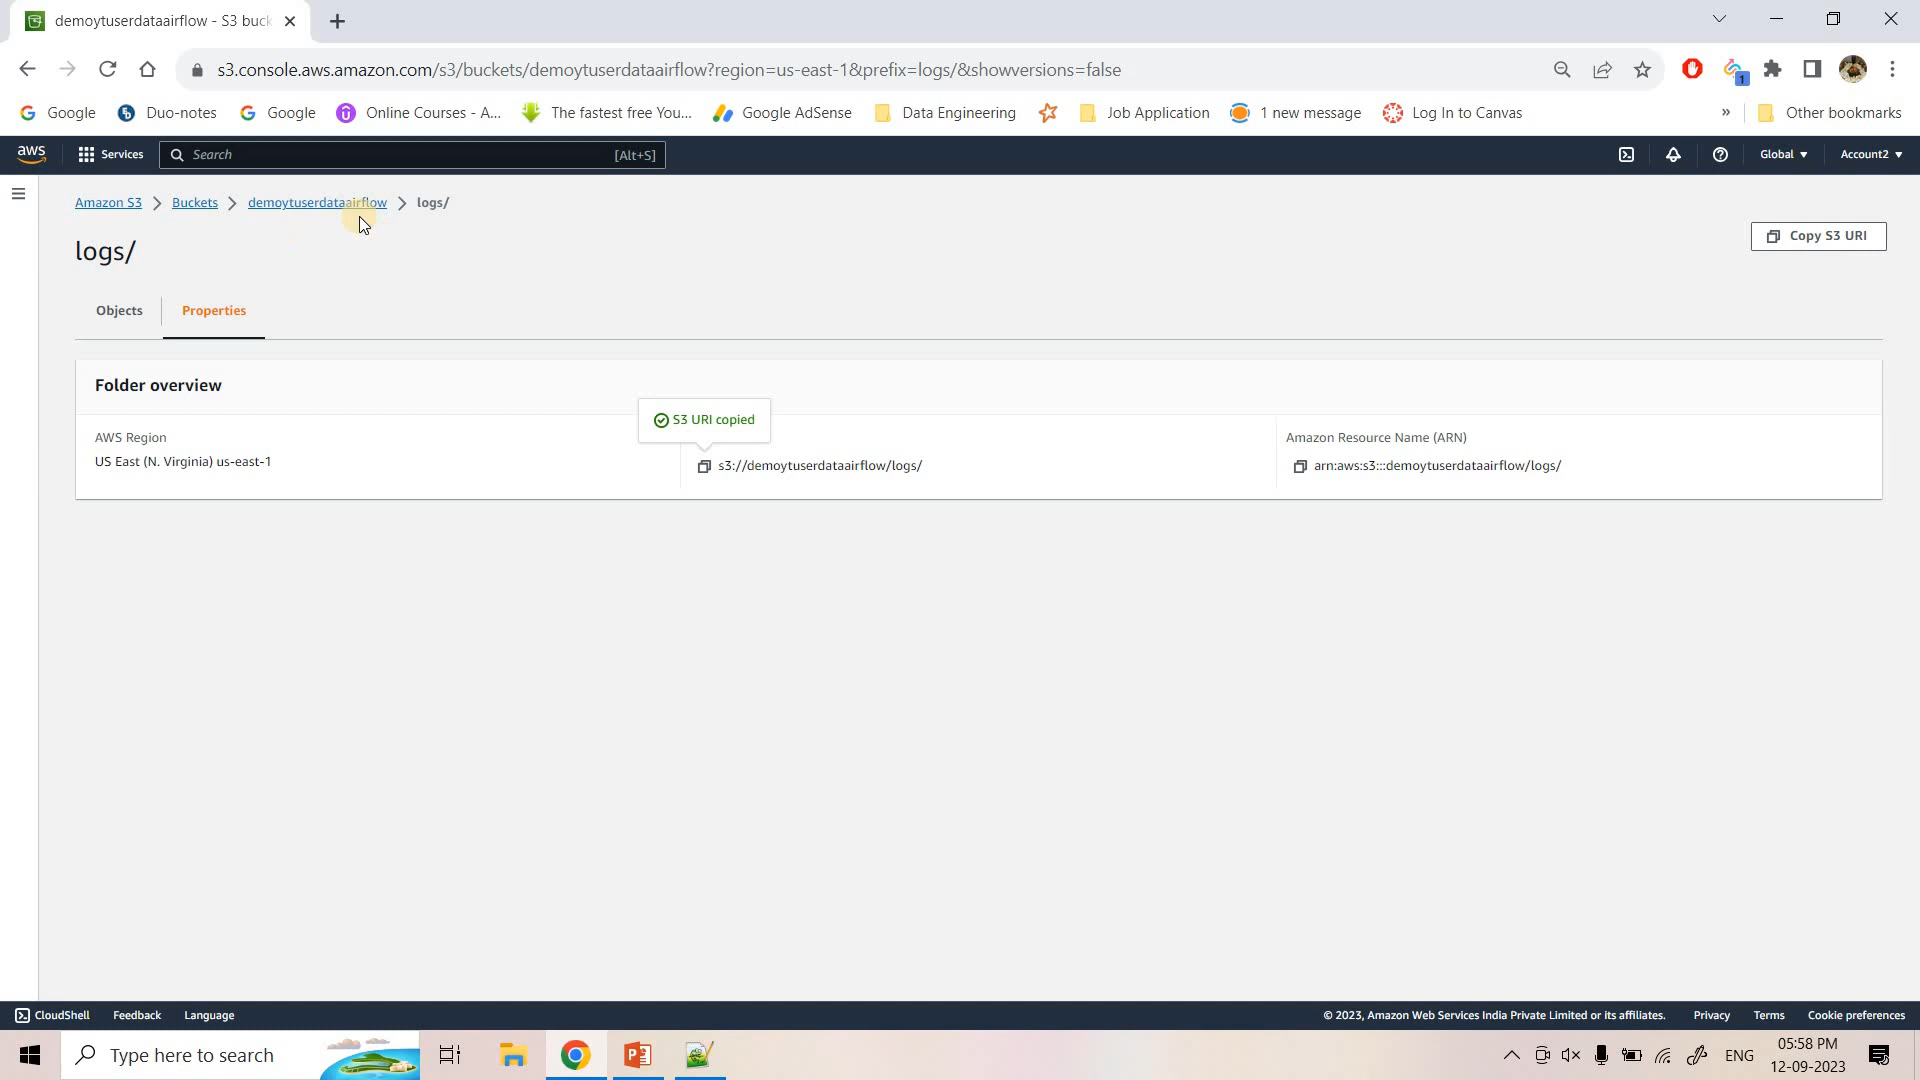 demoytuserdataairflow - S3 buck
s3.console.aws.amazon.com/s3/buckets/demoytuserdataairflow?region=us-east-1&prefix=logs/&showversions=false
1
Google
Duo-notes
Google
Online Courses - A...
The fastest free You...
Google AdSense
Data Engineering
Job Application
1 new message
Log In to Canvas
»
Other bookmarks
aws
Services
Search
[Alt+S]
Global
Account2
Amazon S3
Buckets
demoytuserdataairflow
logs/
logs/
Copy S3 URI
Objects
Properties
Folder overview
S3 URI copied
AWS Region
US East (N. Virginia) us-east-1
s3://demoytuserdataairflow/logs/
Amazon Resource Name (ARN)
arn:aws:s3:::demoytuserdataairflow/logs/
CloudShell
Feedback
Language
© 2023, Amazon Web Services India Private Limited or its affiliates.
Privacy
Terms
Cookie preferences
Type here to search
ENG
05:58 PM
12-09-2023